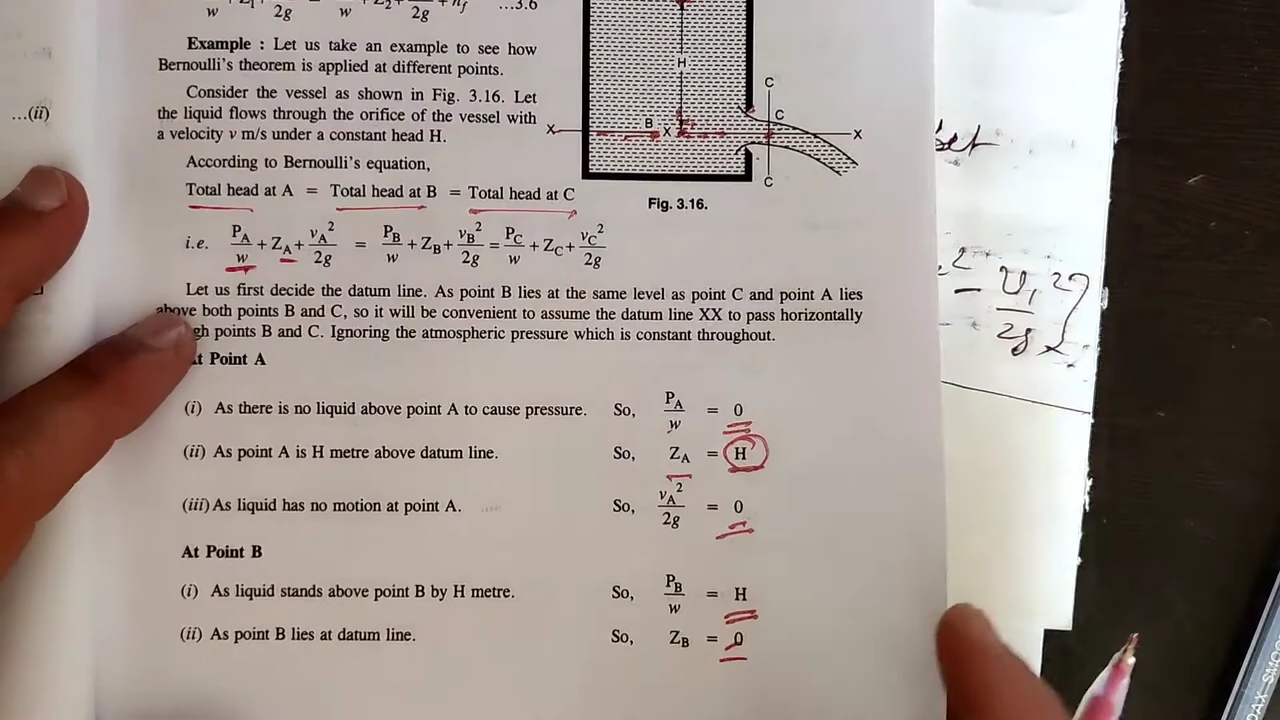 w 2g w 2g ...3.6
...(ii)
Example : Let us take an example to see how
Bernoulli's theorem is applied at different points.
Consider the vessel as shown in Fig. 3.16. Let
the liquid flows through the orifice of the vessel with
a velocity v m/s under a constant head H.
According to Bernoulli's equation,
Total head at A = Total head at B = Total head at C
H
C
C
X B X X
C
Fig. 3.16.
i.e. P_A/w + Z_A + v_A²/2g = P_B/w + Z_B + v_B²/2g = P_C/w + Z_C + v_C²/2g
Let us first decide the datum line. As point B lies at the same level as point C and point A lies
above both points B and C, so it will be convenient to assume the datum line XX to pass horizontally
gh points B and C. Ignoring the atmospheric pressure which is constant throughout.
t Point A
(i) As there is no liquid above point A to cause pressure. So, P_A/w = 0
(ii) As point A is H metre above datum line. So, Z_A = H
(iii) As liquid has no motion at point A. So, v_A²/2g = 0
At Point B
(i) As liquid stands above point B by H metre. So, P_B/w = H
(ii) As point B lies at datum line. So, Z_B = 0